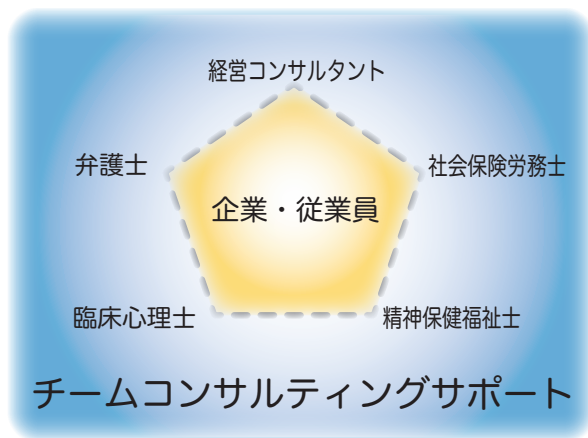 経営コンサルタント
弁護士
社会保険労務士
企業・従業員
臨床心理士
精神保健福祉士
チームコンサルティングサポート